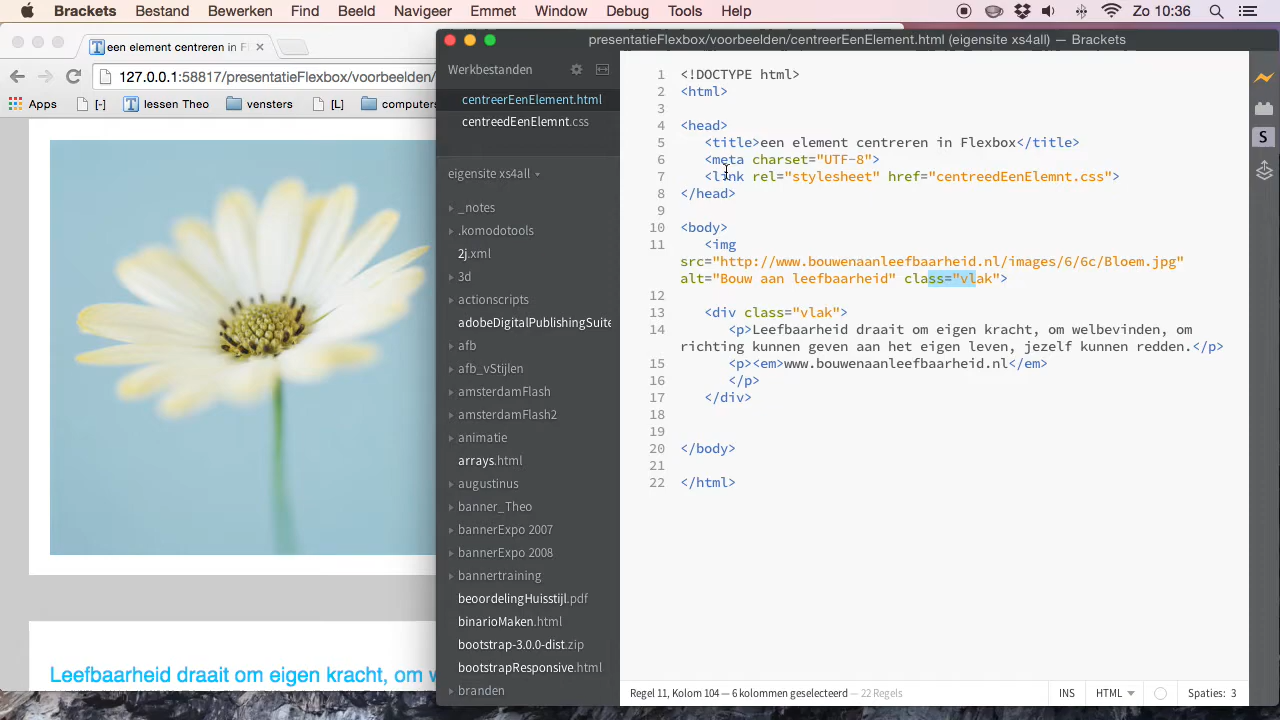 Brackets Bestand Bewerken Zoeken Weergave Navigeer Venster Debug Tools Help Zo 10:36
een element centreren in F
127.0.0.1:58817/presentatieFlexbox/voorbeelden/
Apps lessen Theo vensters [L] computers
presentatieFlexbox/voorbeelden/centreerEenElement.html (eigensite xs4all) — Brackets
Werkbestanden
centreerEenElement.html
centreedEenElemnt.css
eigensite xs4all
_notes
.komodotools
2j.xml
3d
actionscripts
adobeDigitalPublishingSuite
afb
afb_vStijlen
amsterdamFlash
amsterdamFlash2
animatie
arrays.html
augustinus
banner_Theo
bannerExpo 2007
bannerExpo 2008
bannertraining
beoordelingHuisstijl.pdf
binarioMaken.html
bootstrap-3.0.0-dist.zip
bootstrapResponsive.html
branden
1 <!DOCTYPE html>
2 <html>
3
4 <head>
5 <title>een element centreren in Flexbox</title>
6 <meta charset="UTF-8">
7 <link rel="stylesheet" href="centreedEenElemnt.css">
8 </head>
9
10 <body>
11 <img
src="http://www.bouwenaanleefbaarheid.nl/images/6/6c/Bloem.jpg"
alt="Bouw aan leefbaarheid" class="vlak">
12
13 <div class="vlak">
14 <p>Leefbaarheid draait om eigen kracht, om welbevinden, om
richting kunnen geven aan het eigen leven, jezelf kunnen redden.</p>
15 <p><em>www.bouwenaanleefbaarheid.nl</em>
16 </p>
17 </div>
18
19
20 </body>
21
22 </html>
Leefbaarheid draait om eigen kracht, om w
Regel 11, Kolom 104 — 6 kolommen geselecteerd — 22 Regels INS HTML Spaties: 3
S